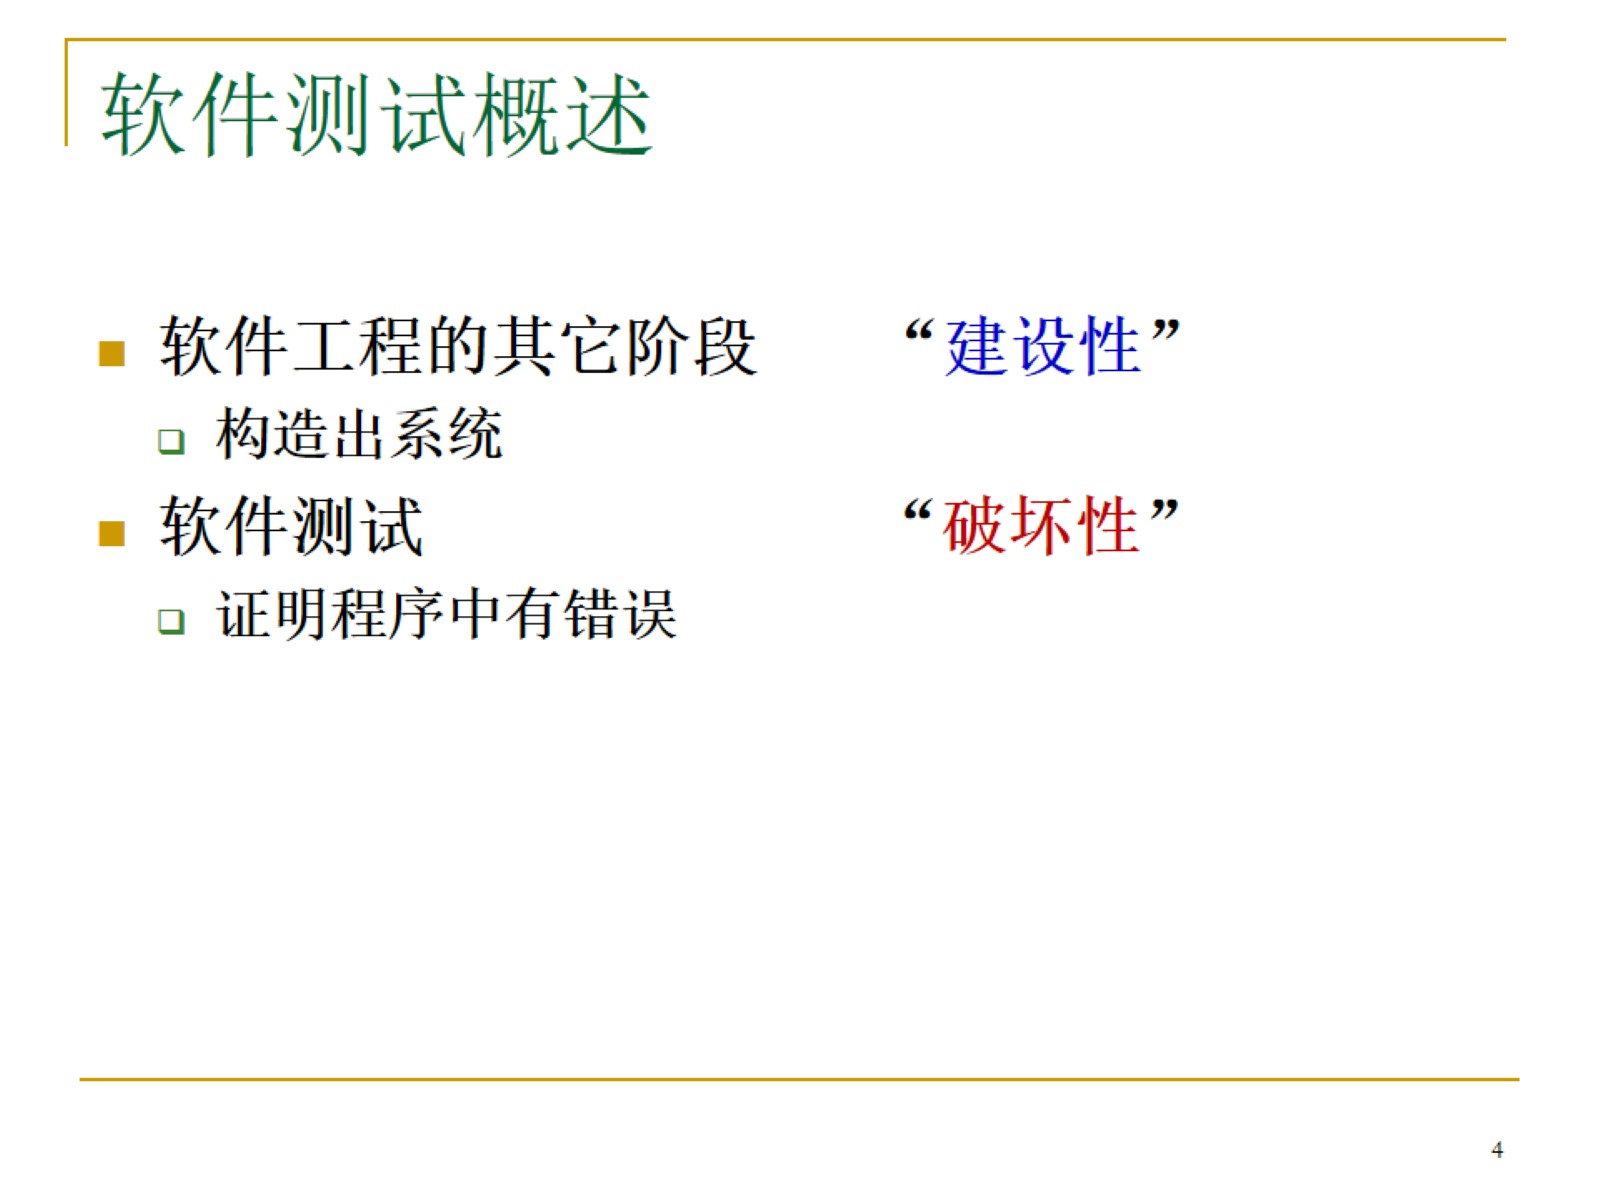 软件测试概述
软件工程的其它阶段 “建设性”
构造出系统
软件测试 “破坏性”
证明程序中有错误
4